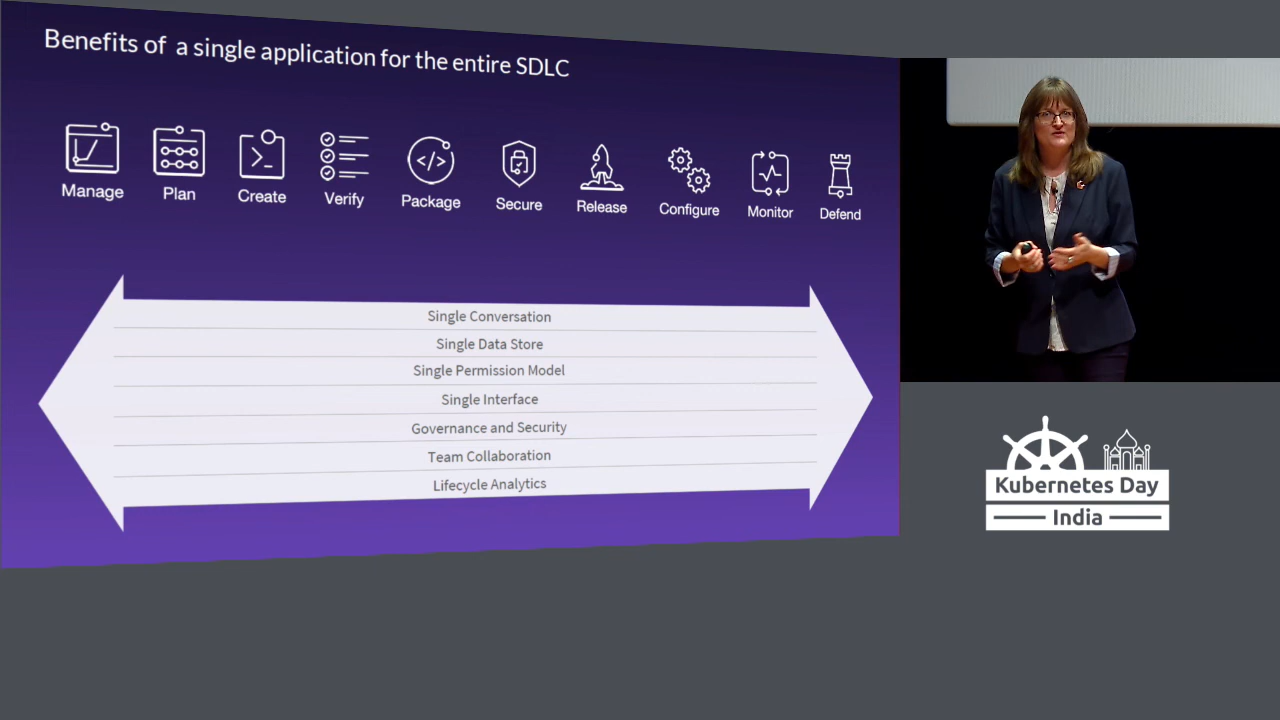 Benefits of a single application for the entire SDLC
Manage
Plan
Create
Verify
Package
Secure
Release
Configure
Monitor
Defend
Single Conversation
Single Data Store
Single Permission Model
Single Interface
Governance and Security
Team Collaboration
Lifecycle Analytics
Kubernetes Day
India